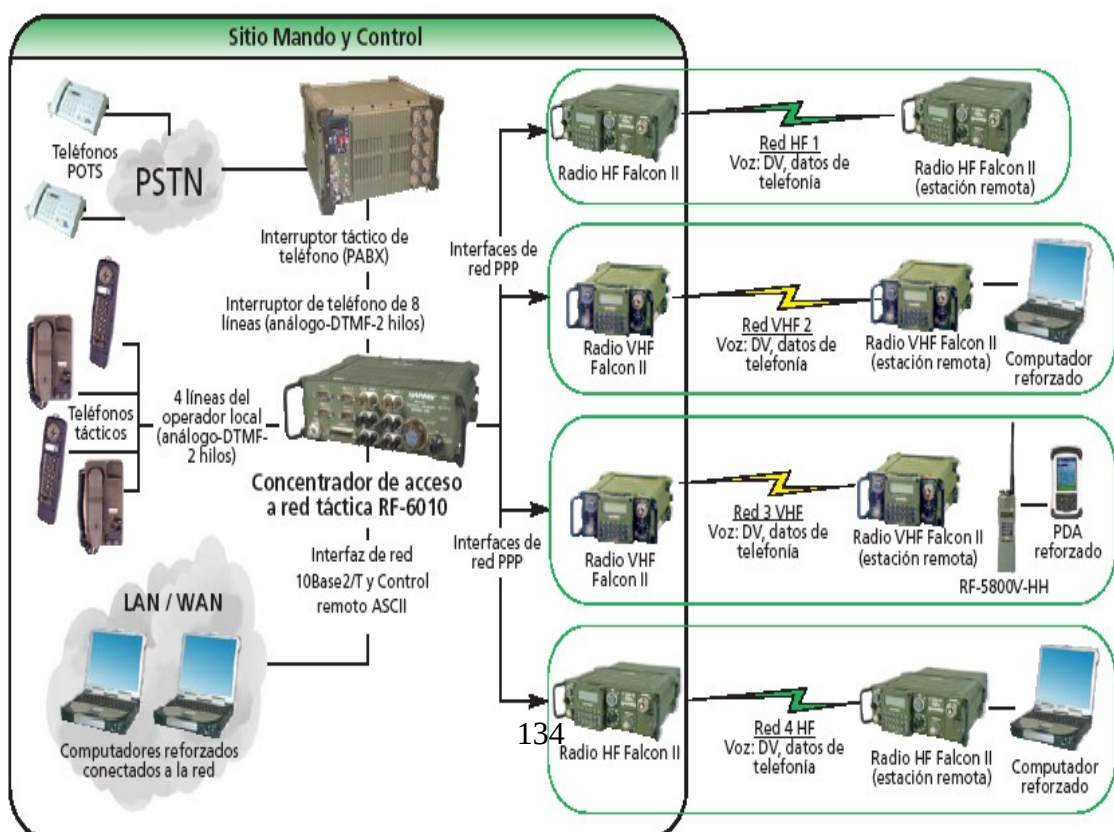 Sitio Mando y Control
Teléfonos
POTS
PSTN
Interruptor táctico de
teléfono (PABX)
Interruptor de teléfono de 8
líneas (análogo-DTMF-2 hilos)
Teléfonos
tácticos
4 líneas del
operador local
(análogo-DTMF-
2 hilos)
Concentrador de acceso
a red táctica RF-6010
Interfaz de red
10Base2/T y Control
remoto ASCII
LAN / WAN
Computadores reforzados
conectados a la red
Interfaces de
red PPP
Interfaces de
red PPP
Radio HF Falcon II
Red HF 1
Voz: DV, datos de
telefonía
Radio HF Falcon II
(estación remota)
Radio VHF
Falcon II
Red VHF 2
Voz: DV, datos de
telefonía
Radio VHF Falcon II
(estación remota)
Computador
reforzado
Radio VHF
Falcon II
Red 3 VHF
Voz: DV, datos de
telefonía
Radio VHF Falcon II
(estación remota)
RF-5800V-HH
PDA
reforzado
134
Radio HF Falcon II
Red 4 HF
Voz: DV, datos de
telefonía
Radio HF Falcon II
(estación remota)
Computador
reforzado